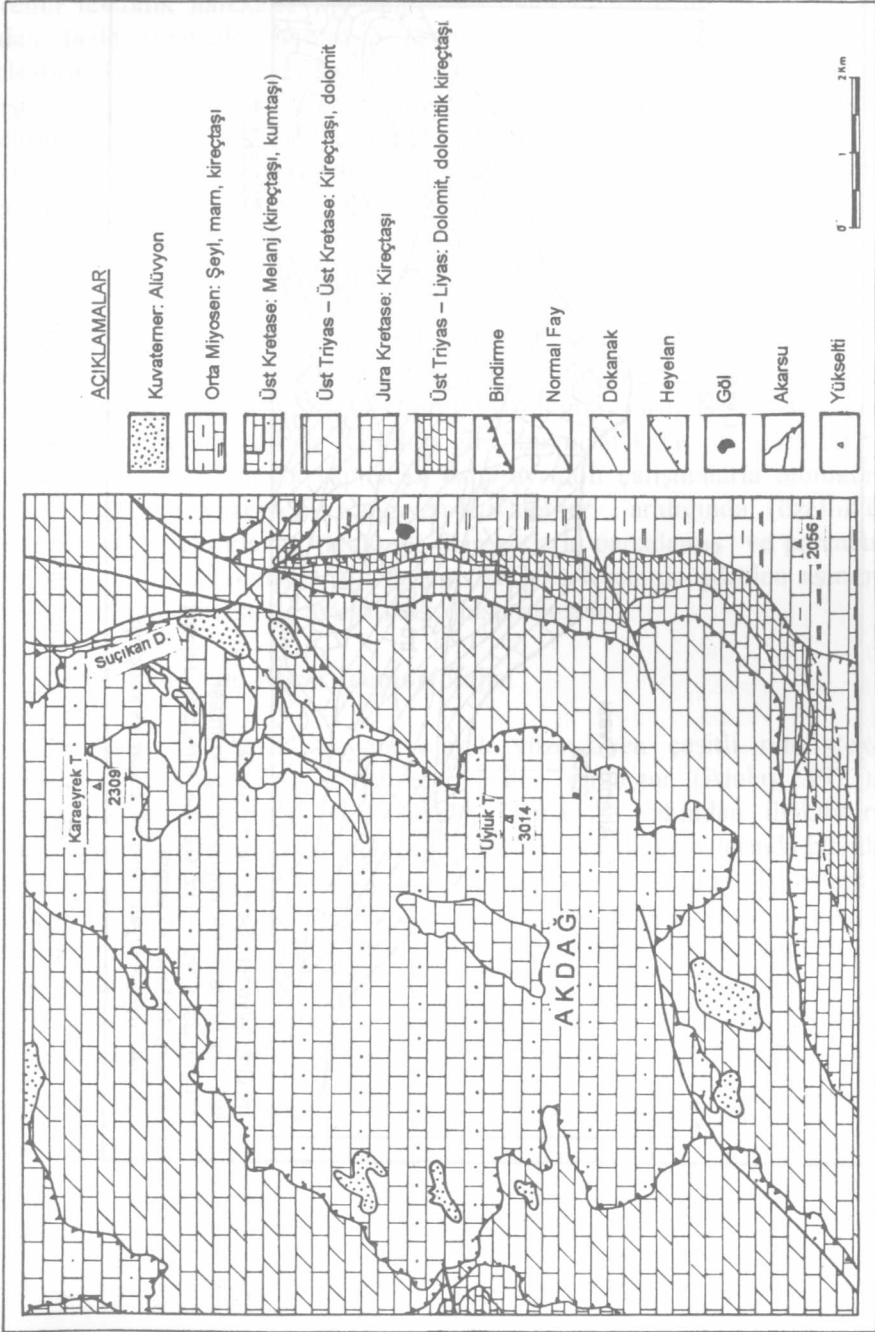 AÇIKLAMALAR
Kuvaterner: Alüvyon
Orta Miyosen: Şeyl, marn, kireçtaşı
Üst Kretase: Melanj (kireçtaşı, kumtaşı)
Üst Triyas – Üst Kretase: Kireçtaşı, dolomit
Jura Kretase: Kireçtaşı
Üst Triyas – Liyas: Dolomit, dolomitik kireçtaşı
Bindirme
Normal Fay
Dokanak
Heyelan
Göl
Akarsu
Yükselti
0 1 2 Km
Suçıkan D.
Karaeyrek T.
2309
Uyluk T.
3014
AKDAĞ
2056